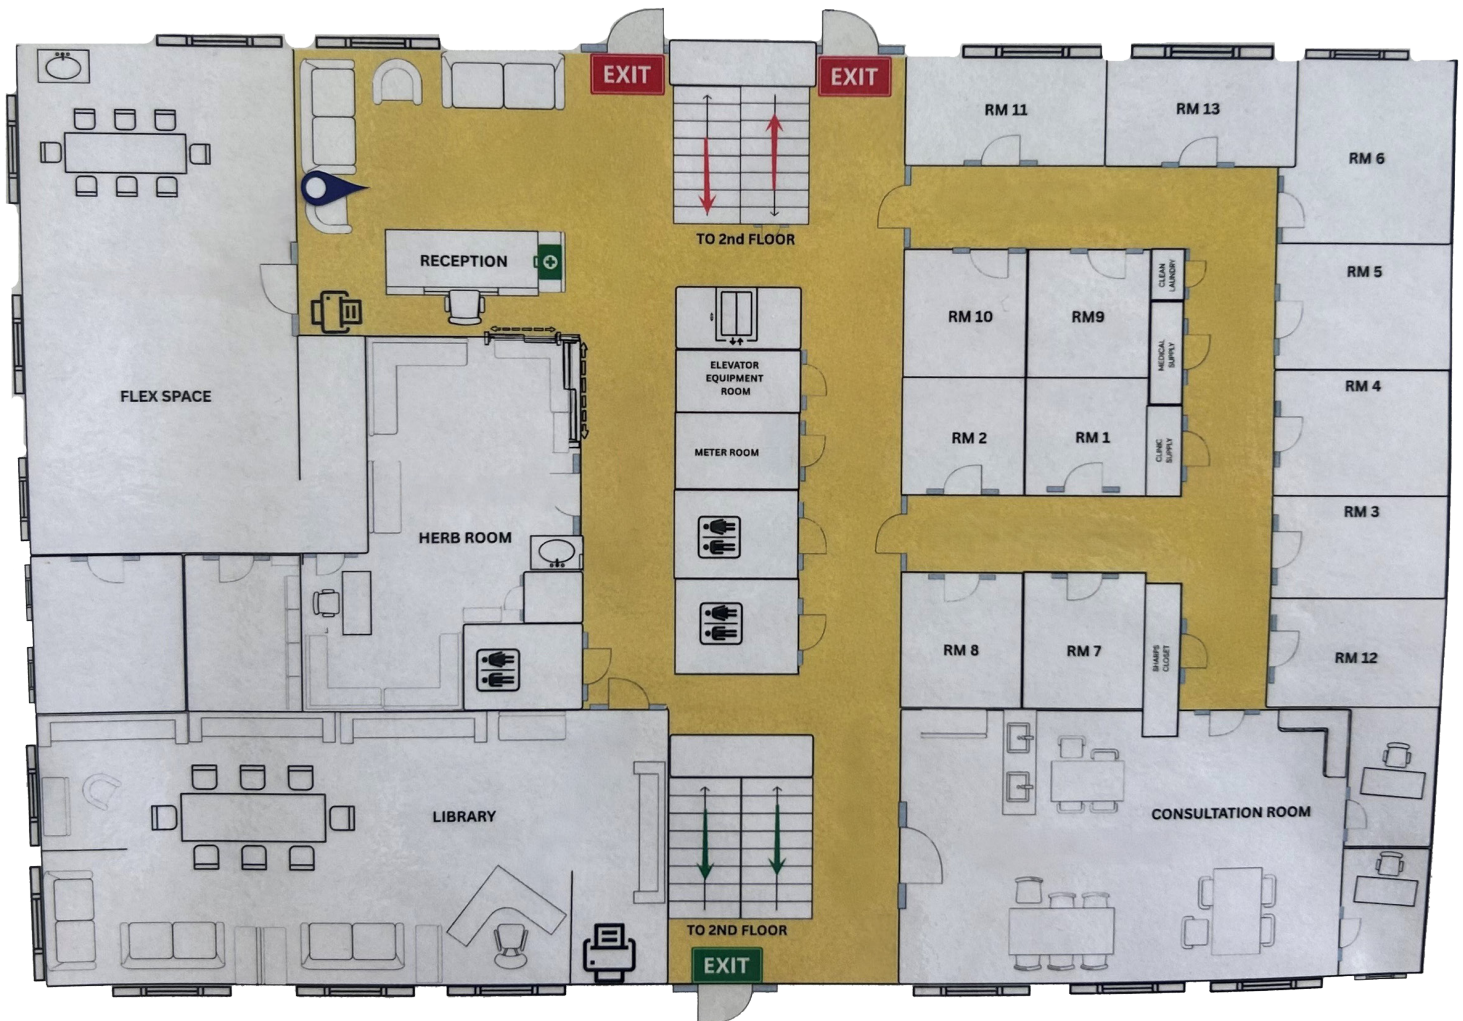 EXIT
EXIT
RM 11
RM 13
RM 6
TO 2nd FLOOR
RECEPTION
CLEAN
LAUNDRY
RM 5
RM 10
RM9
MEDICAL
SUPPLY
ELEVATOR
EQUIPMENT
ROOM
RM 4
FLEX SPACE
RM 2
RM 1
CLINIC
SUPPLY
METER ROOM
RM 3
HERB ROOM
RM 8
RM 7
SHARPS
CLOSET
RM 12
LIBRARY
CONSULTATION ROOM
TO 2ND FLOOR
EXIT